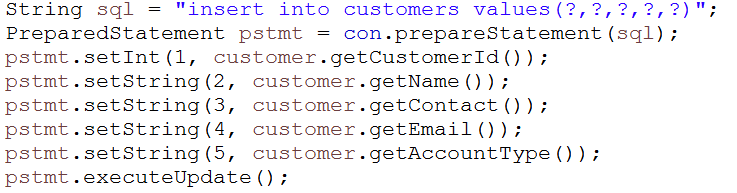 String sql = "insert into customers values(?,?,?,?,?)";
PreparedStatement pstmt = con.prepareStatement(sql);
pstmt.setInt(1, customer.getCustomerId());
pstmt.setString(2, customer.getName());
pstmt.setString(3, customer.getContact());
pstmt.setString(4, customer.getEmail());
pstmt.setString(5, customer.getAccountType());
pstmt.executeUpdate();